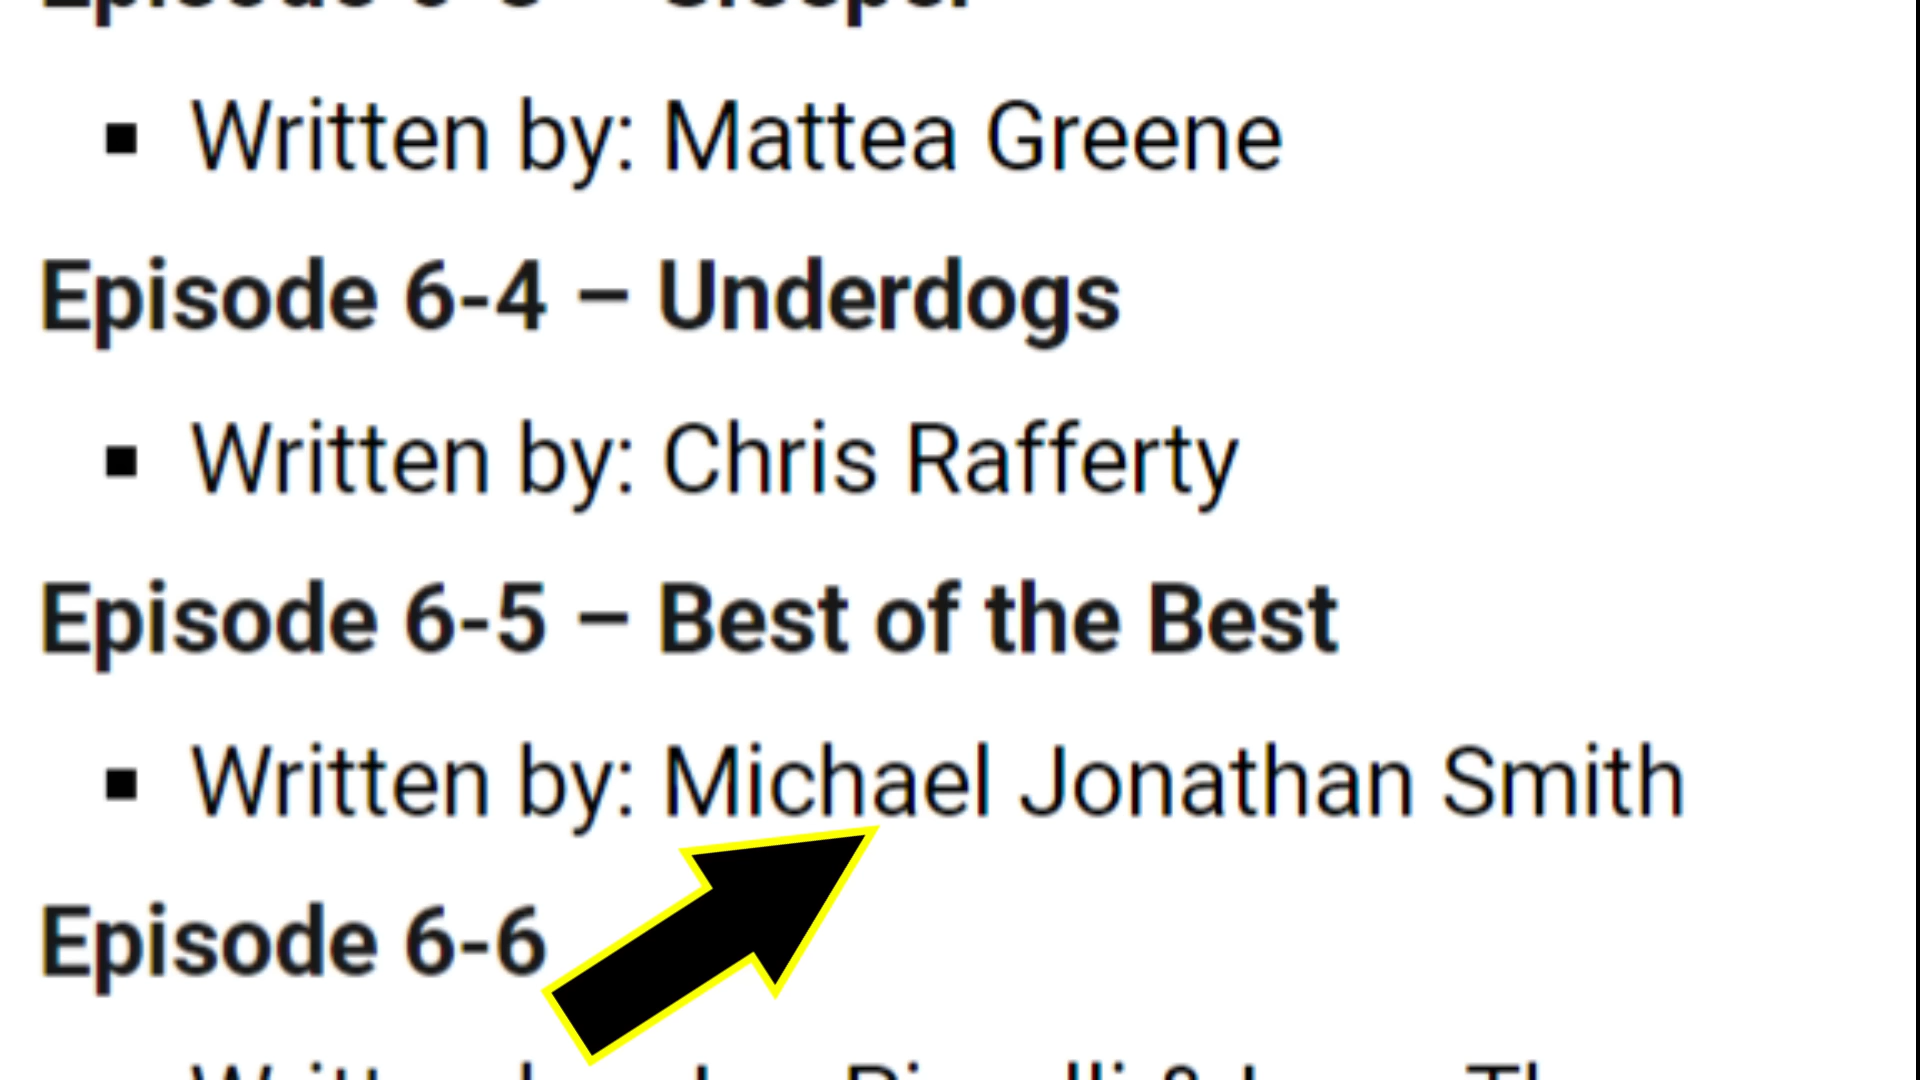 Written by: Mattea Greene
Episode 6-4 – Underdogs
Written by: Chris Rafferty
Episode 6-5 – Best of the Best
Written by: Michael Jonathan Smith
Episode 6-6